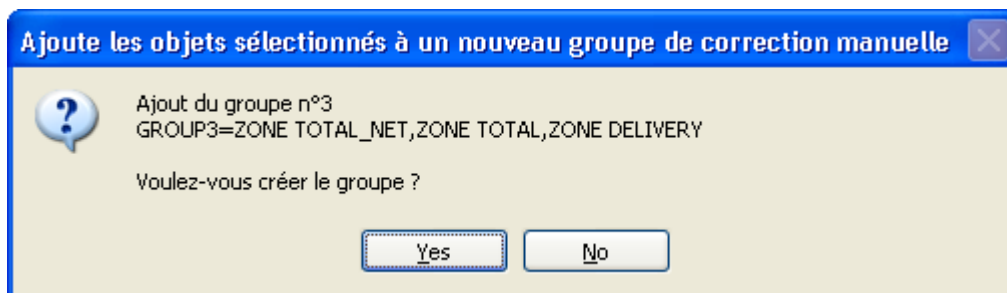 Ajoute les objets sélectionnés à un nouveau groupe de correction manuelle
Ajout du groupe n°3
GROUP3=ZONE TOTAL_NET,ZONE TOTAL,ZONE DELIVERY
Voulez-vous créer le groupe ?
Yes
No